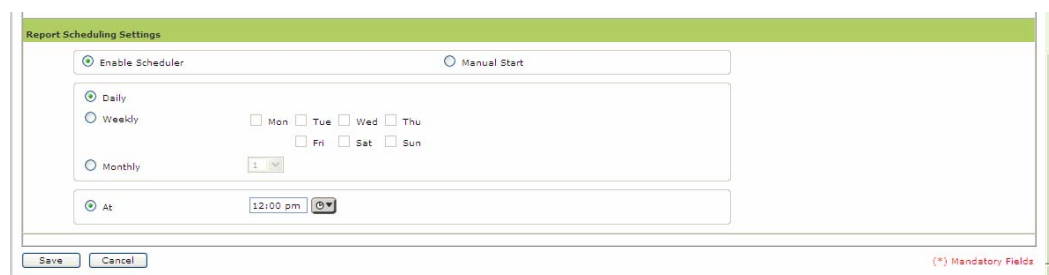 Report Scheduling Settings
Enable Scheduler Manual Start
Daily
Weekly Mon Tue Wed Thu
Fri Sat Sun
Monthly 1
At 12:00 pm
Save Cancel (*) Mandatory Fields